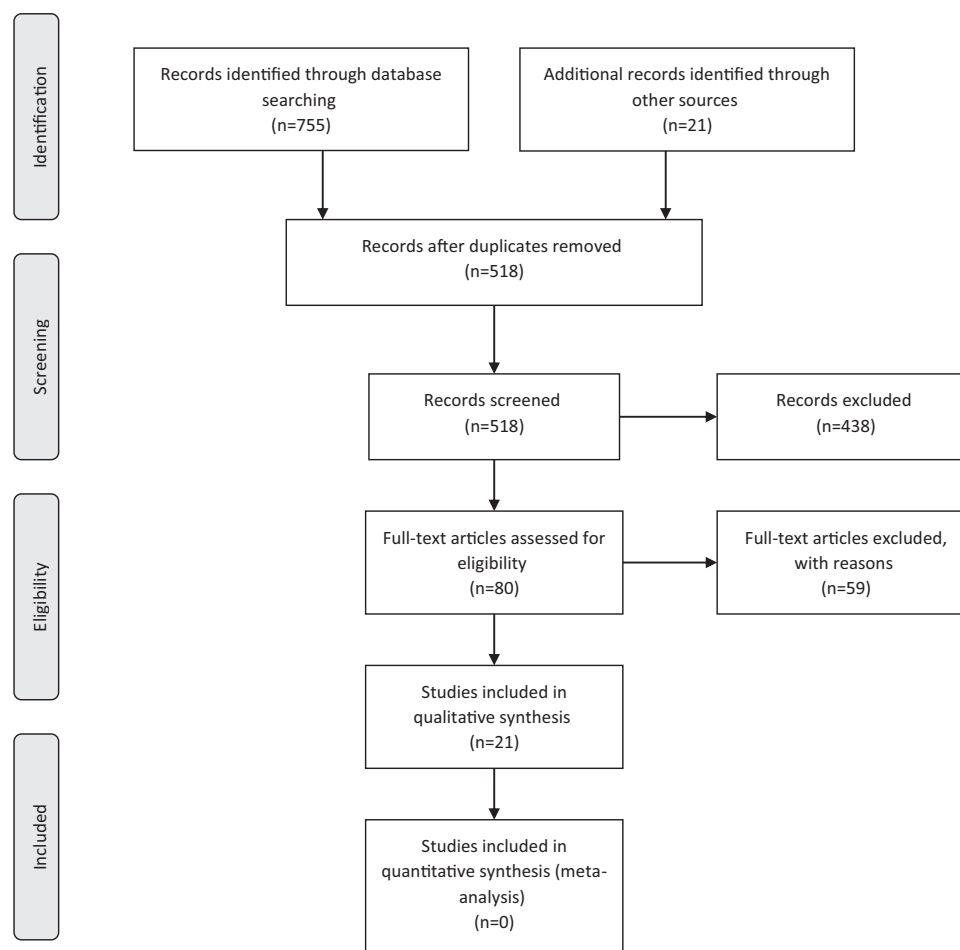 Identification
Records identified through database
searching
(n=755)
Additional records identified through
other sources
(n=21)
Records after duplicates removed
(n=518)
Screening
Records screened
(n=518)
Records excluded
(n=438)
Eligibility
Full-text articles assessed for
eligibility
(n=80)
Full-text articles excluded,
with reasons
(n=59)
Studies included in
qualitative synthesis
(n=21)
Included
Studies included in
quantitative synthesis (meta-
analysis)
(n=0)